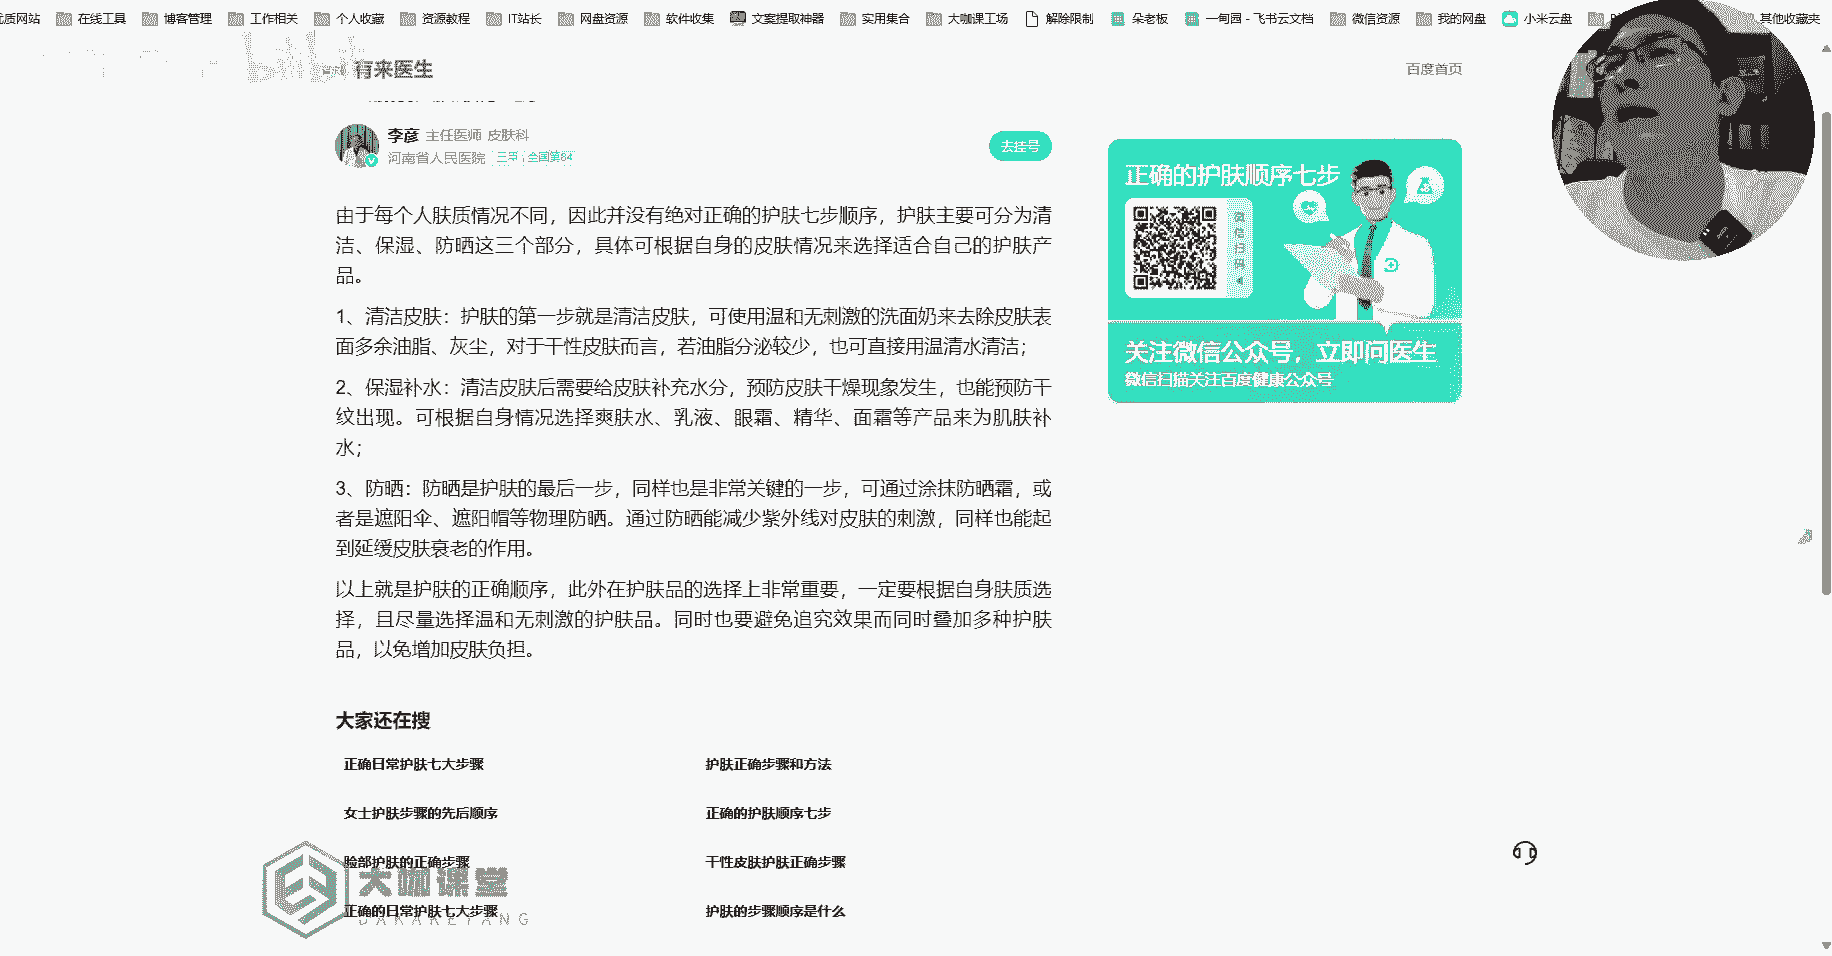 优质网站 在线工具 博客管理 工作相关 个人收藏 资源教程 IT站长 网盘资源 软件收集 文案提取神器 实用集合 大咖课工场 解除限制 朵老板 一甸园 - 飞书云文档 微信资源 我的网盘 小米云盘 其他收藏夹
有来医生
百度首页
李彦 主任医师 皮肤科
河南省人民医院 三甲 全国第84
去挂号
由于每个人肤质情况不同，因此并没有绝对正确的护肤七步顺序，护肤主要可分为清
洁、保湿、防晒这三个部分，具体可根据自身的皮肤情况来选择适合自己的护肤产
品。
1、清洁皮肤：护肤的第一步就是清洁皮肤，可使用温和无刺激的洗面奶来去除皮肤表
面多余油脂、灰尘，对于干性皮肤而言，若油脂分泌较少，也可直接用温清水清洁；
2、保湿补水：清洁皮肤后需要给皮肤补充水分，预防皮肤干燥现象发生，也能预防干
纹出现。可根据自身情况选择爽肤水、乳液、眼霜、精华、面霜等产品来为肌肤补
水；
3、防晒：防晒是护肤的最后一步，同样也是非常关键的一步，可通过涂抹防晒霜，或
者是遮阳伞、遮阳帽等物理防晒。通过防晒能减少紫外线对皮肤的刺激，同样也能起
到延缓皮肤衰老的作用。
以上就是护肤的正确顺序，此外在护肤品的选择上非常重要，一定要根据自身肤质选
择，且尽量选择温和无刺激的护肤品。同时也要避免追究效果而同时叠加多种护肤
品，以免增加皮肤负担。
正确的护肤顺序七步
关注微信公众号，立即问医生
微信扫描关注百度健康公众号
大家还在搜
正确日常护肤七大步骤
护肤正确步骤和方法
女士护肤步骤的先后顺序
正确的护肤顺序七步
脸部护肤的正确步骤
干性皮肤护肤正确步骤
大咖课堂
正确的日常护肤七大步骤
护肤的步骤顺序是什么
DAKAKETANG